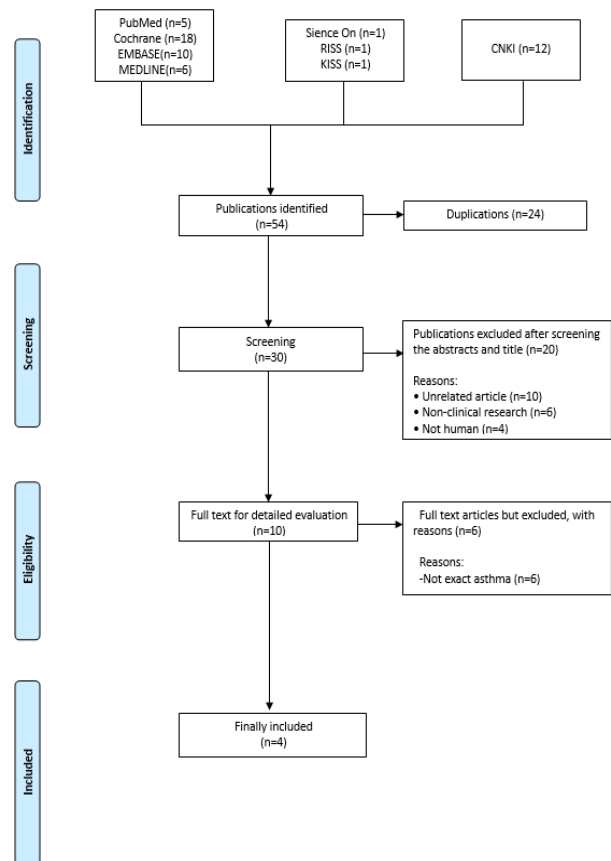 PubMed (n=5)
Cochrane (n=18)
EMBASE(n=10)
MEDLINE(n=6)
Sience On (n=1)
RISS (n=1)
KISS (n=1)
CNKI (n=12)
Identification
Publications identified
(n=54)
Duplications (n=24)
Screening
Screening
(n=30)
Publications excluded after screening
the abstracts and title (n=20)
Reasons:
• Unrelated article (n=10)
• Non-clinical research (n=6)
• Not human (n=4)
Eligibility
Full text for detailed evaluation
(n=10)
Full text articles but excluded, with
reasons (n=6)
Reasons:
-Not exact asthma (n=6)
Included
Finally included
(n=4)